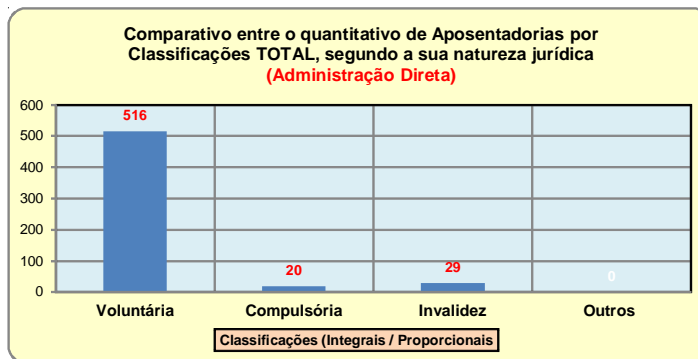 Comparativo entre o quantitativo de Aposentadorias por
Classificações TOTAL, segundo a sua natureza jurídica
(Administração Direta)
600
500
400
300
200
100
0
516
20
29
0
Voluntária
Compulsória
Invalidez
Outros
Classificações (Integrais / Proporcionais